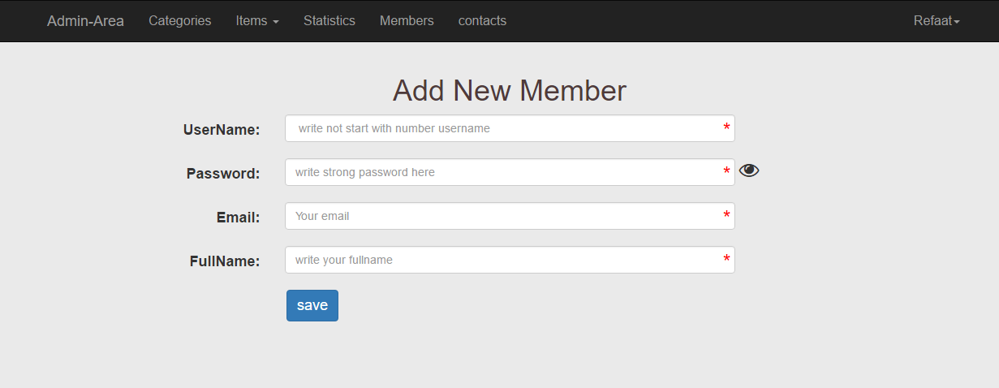 Admin-Area Categories Items Statistics Members contacts Refaat
Add New Member
UserName: write not start with number username *
Password: write strong password here *
Email: Your email *
FullName: write your fullname *
save